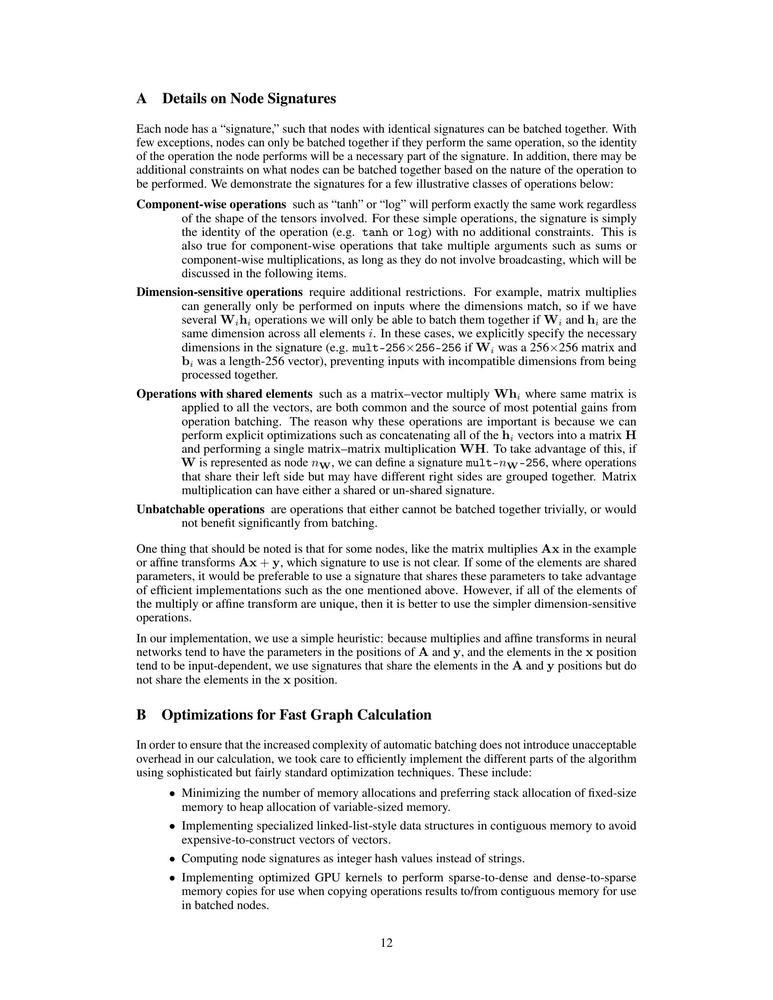 A Details on Node Signatures
Each node has a “signature,” such that nodes with identical signatures can be batched together. With
few exceptions, nodes can only be batched together if they perform the same operation, so the identity
of the operation the node performs will be a necessary part of the signature. In addition, there may be
additional constraints on what nodes can be batched together based on the nature of the operation to
be performed. We demonstrate the signatures for a few illustrative classes of operations below:
Component-wise operations such as “tanh” or “log” will perform exactly the same work regardless
of the shape of the tensors involved. For these simple operations, the signature is simply
the identity of the operation (e.g. tanh or log) with no additional constraints. This is
also true for component-wise operations that take multiple arguments such as sums or
component-wise multiplications, as long as they do not involve broadcasting, which will be
discussed in the following items.
Dimension-sensitive operations require additional restrictions. For example, matrix multiplies
can generally only be performed on inputs where the dimensions match, so if we have
several Wᵢhᵢ operations we will only be able to batch them together if Wᵢ and hᵢ are the
same dimension across all elements i. In these cases, we explicitly specify the necessary
dimensions in the signature (e.g. mult-256×256-256 if Wᵢ was a 256×256 matrix and
bᵢ was a length-256 vector), preventing inputs with incompatible dimensions from being
processed together.
Operations with shared elements such as a matrix–vector multiply Whᵢ where same matrix is
applied to all the vectors, are both common and the source of most potential gains from
operation batching. The reason why these operations are important is because we can
perform explicit optimizations such as concatenating all of the hᵢ vectors into a matrix H
and performing a single matrix–matrix multiplication WH. To take advantage of this, if
W is represented as node n_W, we can define a signature mult-n_W-256, where operations
that share their left side but may have different right sides are grouped together. Matrix
multiplication can have either a shared or un-shared signature.
Unbatchable operations are operations that either cannot be batched together trivially, or would
not benefit significantly from batching.
One thing that should be noted is that for some nodes, like the matrix multiplies Ax in the example
or affine transforms Ax + y, which signature to use is not clear. If some of the elements are shared
parameters, it would be preferable to use a signature that shares these parameters to take advantage
of efficient implementations such as the one mentioned above. However, if all of the elements of
the multiply or affine transform are unique, then it is better to use the simpler dimension-sensitive
operations.
In our implementation, we use a simple heuristic: because multiplies and affine transforms in neural
networks tend to have the parameters in the positions of A and y, and the elements in the x position
tend to be input-dependent, we use signatures that share the elements in the A and y positions but do
not share the elements in the x position.
B Optimizations for Fast Graph Calculation
In order to ensure that the increased complexity of automatic batching does not introduce unacceptable
overhead in our calculation, we took care to efficiently implement the different parts of the algorithm
using sophisticated but fairly standard optimization techniques. These include:
• Minimizing the number of memory allocations and preferring stack allocation of fixed-size
memory to heap allocation of variable-sized memory.
• Implementing specialized linked-list-style data structures in contiguous memory to avoid
expensive-to-construct vectors of vectors.
• Computing node signatures as integer hash values instead of strings.
• Implementing optimized GPU kernels to perform sparse-to-dense and dense-to-sparse
memory copies for use when copying operations results to/from contiguous memory for use
in batched nodes.
12